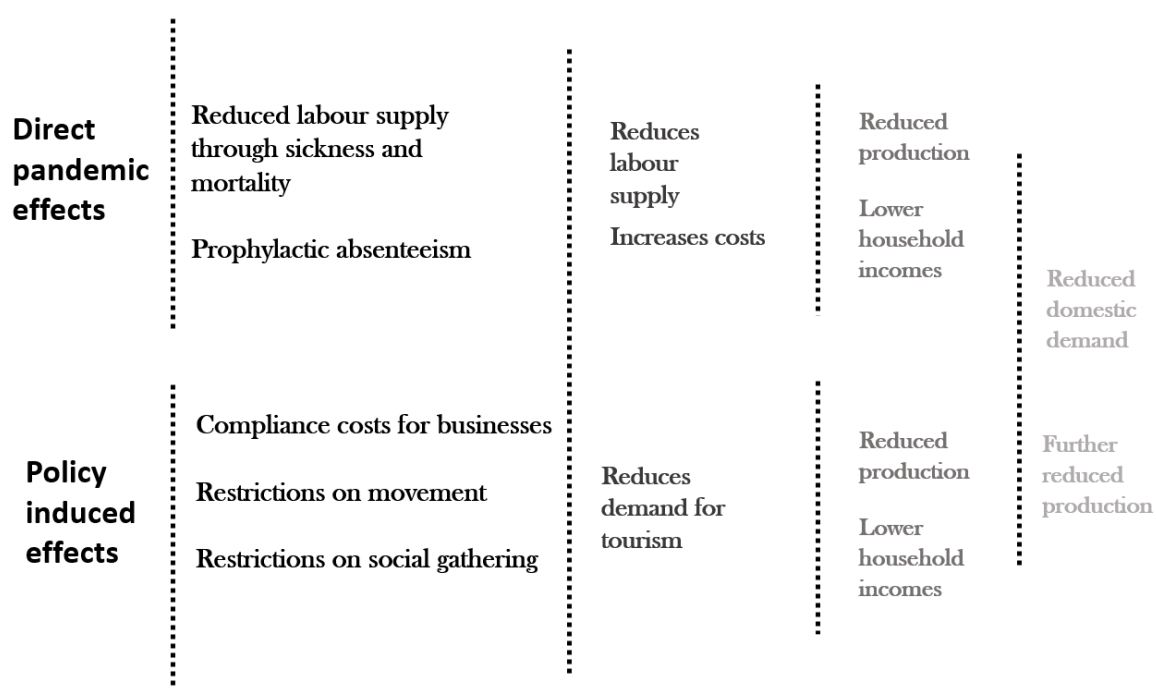 Direct
pandemic
effects
Reduced labour supply
through sickness and
mortality
Prophylactic absenteeism
Reduces
labour
supply
Increases costs
Reduced
production
Lower
household
incomes
Reduced
domestic
demand
Policy
induced
effects
Compliance costs for businesses
Restrictions on movement
Restrictions on social gathering
Reduces
demand for
tourism
Reduced
production
Lower
household
incomes
Further
reduced
production